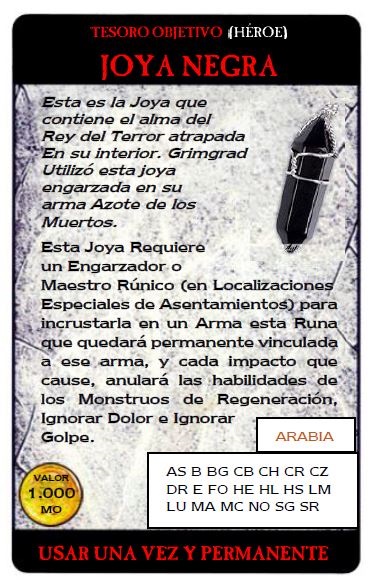 TESORO OBJETIVO (HÉROE)
JOYA NEGRA
Esta es la Joya que
contiene el alma del
Rey del Terror atrapada
En su interior. Grimgrad
Utilizó esta joya
engarzada en su
arma Azote de los
Muertos.
Esta Joya Requiere
un Engarzador o
Maestro Rúnico (en Localizaciones
Especiales de Asentamientos) para
incrustarla en un Arma esta Runa
que quedará permanente vinculada
a ese arma, y cada impacto que
cause, anulará las habilidades de
los Monstruos de Regeneración,
Ignorar Dolor e Ignorar
Golpe.
ARABIA
AS B BG CB CH CR CZ
DR E FO HE HL HS LM
LU MA MC NO SG SR
VALOR
1.000
MO
USAR UNA VEZ Y PERMANENTE